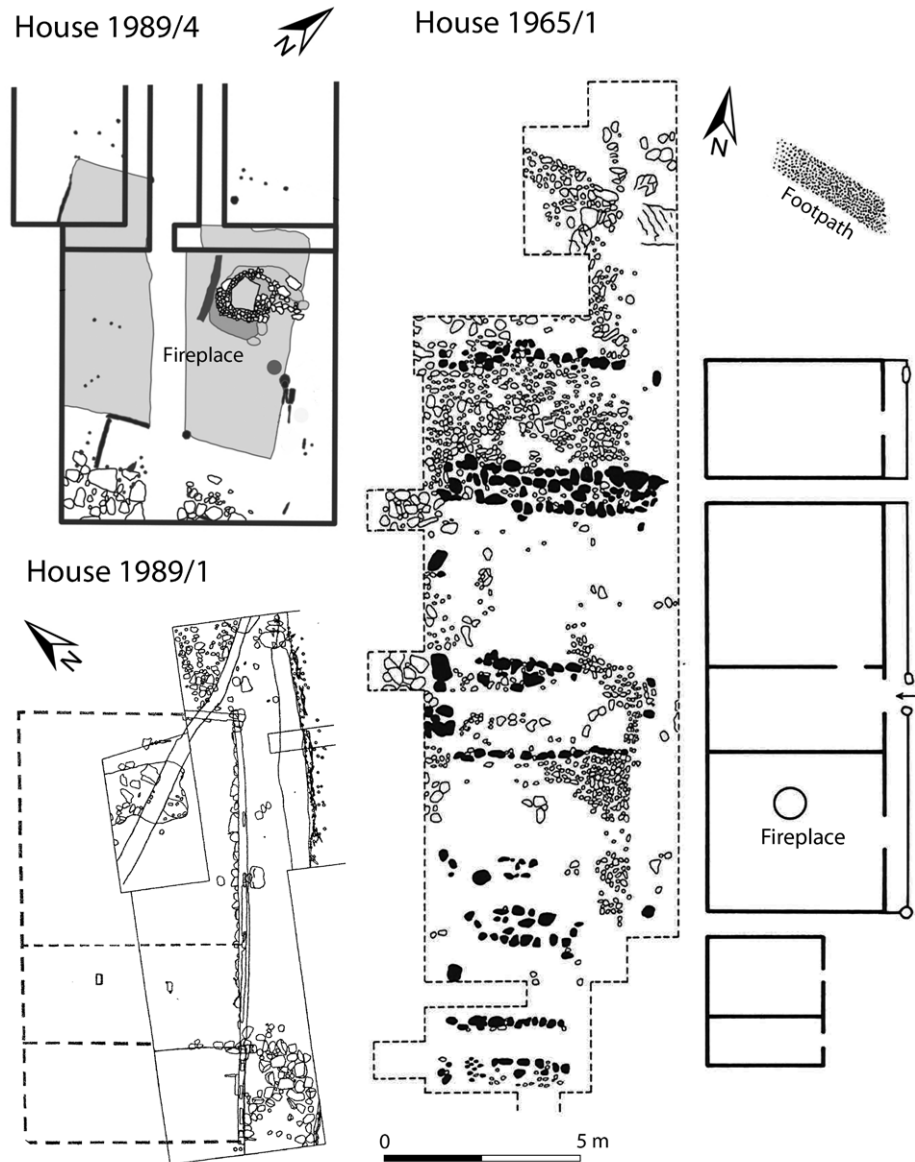 House 1989/4
N
Fireplace
House 1965/1
N
Footpath
Fireplace
House 1989/1
N
0 5 m